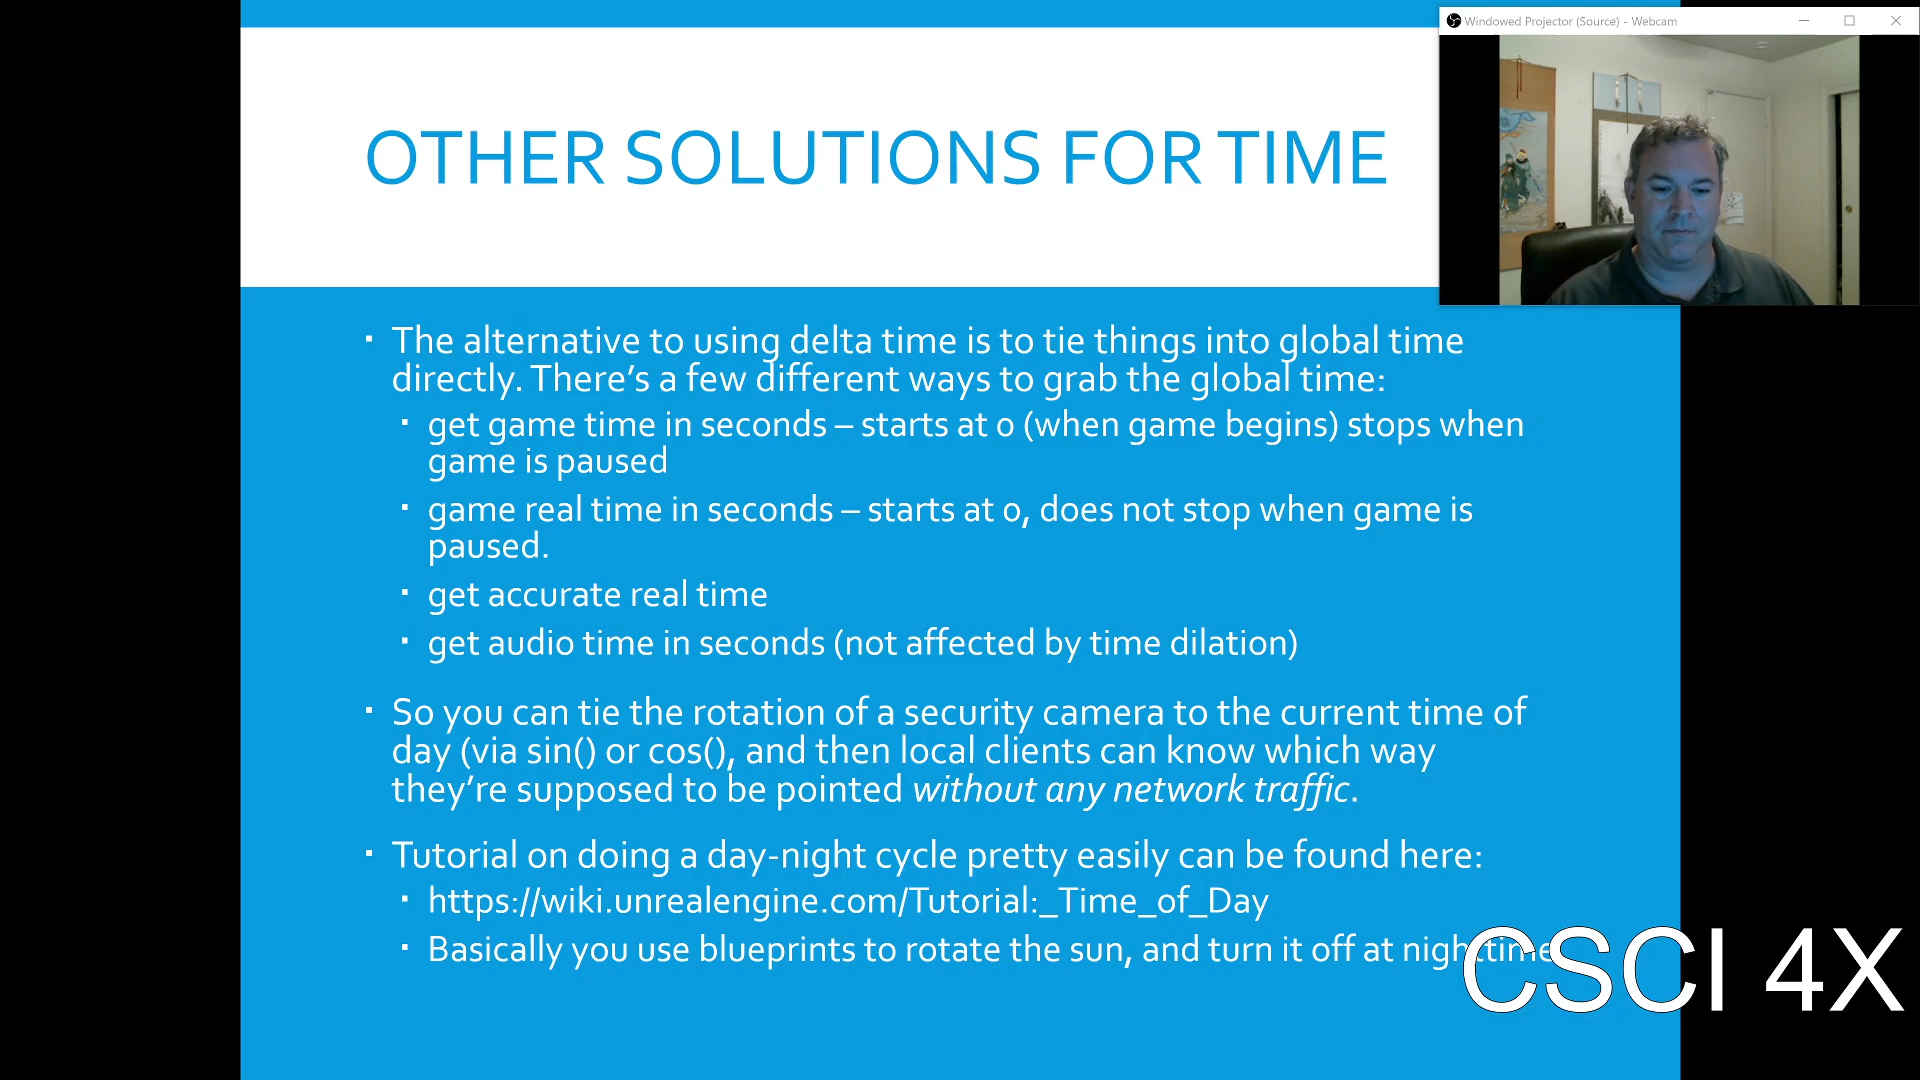 Windowed Projector (Source) - Webcam
OTHER SOLUTIONS FOR TIME
▪ The alternative to using delta time is to tie things into global time
directly. There’s a few different ways to grab the global time:
▪ get game time in seconds – starts at 0 (when game begins) stops when
game is paused
▪ game real time in seconds – starts at 0, does not stop when game is
paused.
▪ get accurate real time
▪ get audio time in seconds (not affected by time dilation)
▪ So you can tie the rotation of a security camera to the current time of
day (via sin() or cos(), and then local clients can know which way
they’re supposed to be pointed without any network traffic.
▪ Tutorial on doing a day-night cycle pretty easily can be found here:
▪ https://wiki.unrealengine.com/Tutorial:_Time_of_Day
▪ Basically you use blueprints to rotate the sun, and turn it off at nighttime
CSCI 4X